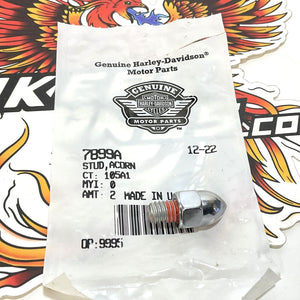 Genuine Harley-Davidson®
Motor Parts
GENUINE
MOTOR
HARLEY-DAVIDSON
MOTOR PARTS
7899A 12-22
STUD,ACORN
CT: 105A1
MYI: 0
AMT: 2 MADE IN U
OP:9995